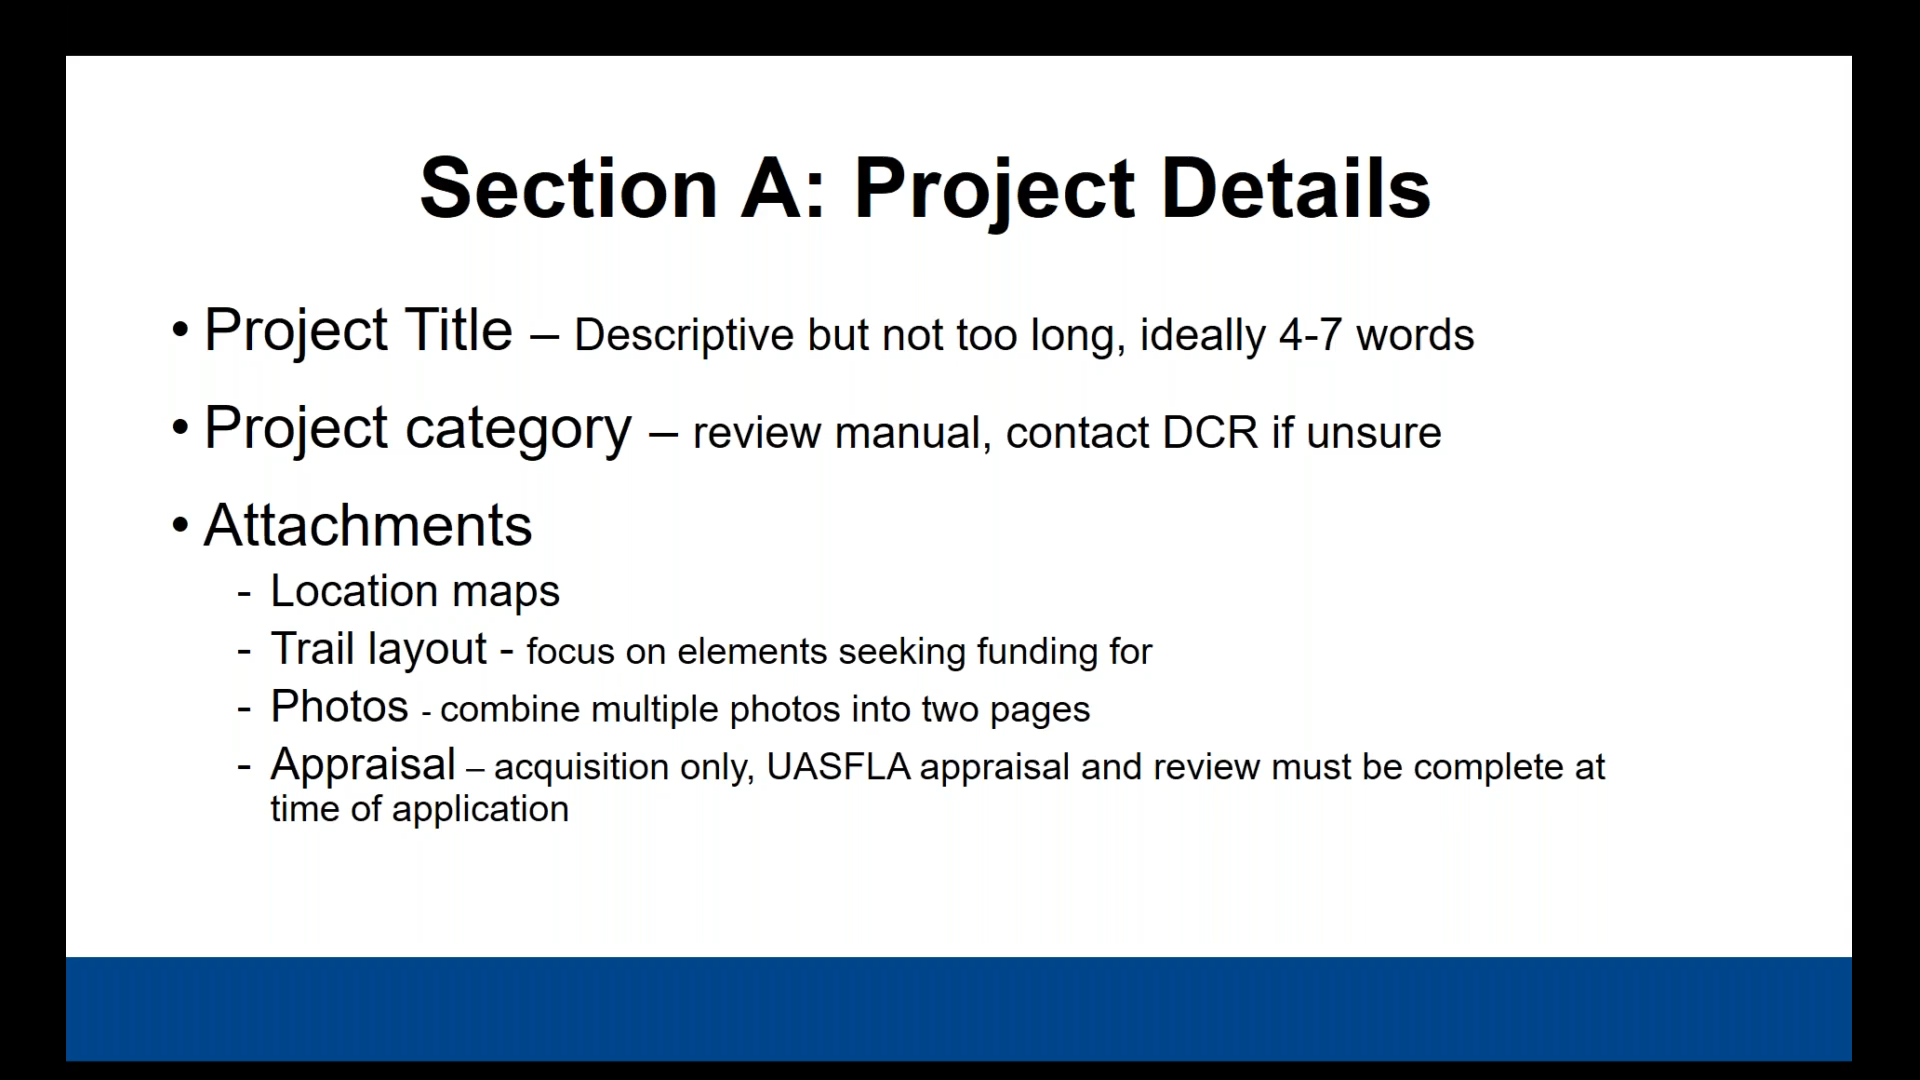 Section A: Project Details
• Project Title – Descriptive but not too long, ideally 4-7 words
• Project category – review manual, contact DCR if unsure
• Attachments
- Location maps
- Trail layout - focus on elements seeking funding for
- Photos - combine multiple photos into two pages
- Appraisal – acquisition only, UASFLA appraisal and review must be complete at
time of application